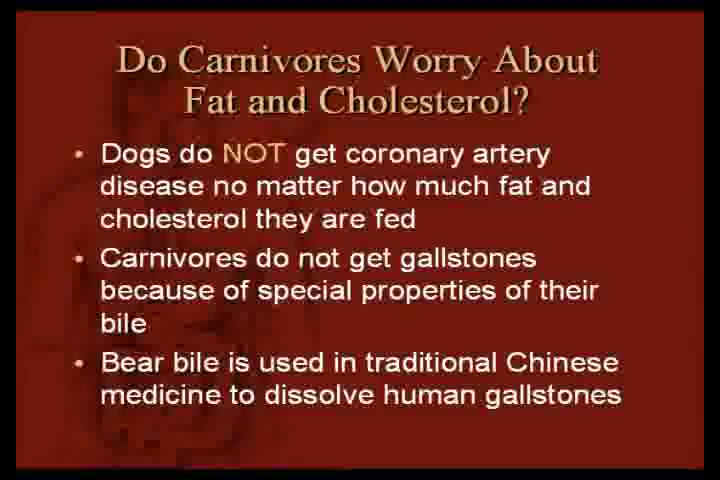 Do Carnivores Worry About
Fat and Cholesterol?
• Dogs do NOT get coronary artery
disease no matter how much fat and
cholesterol they are fed
• Carnivores do not get gallstones
because of special properties of their
bile
• Bear bile is used in traditional Chinese
medicine to dissolve human gallstones